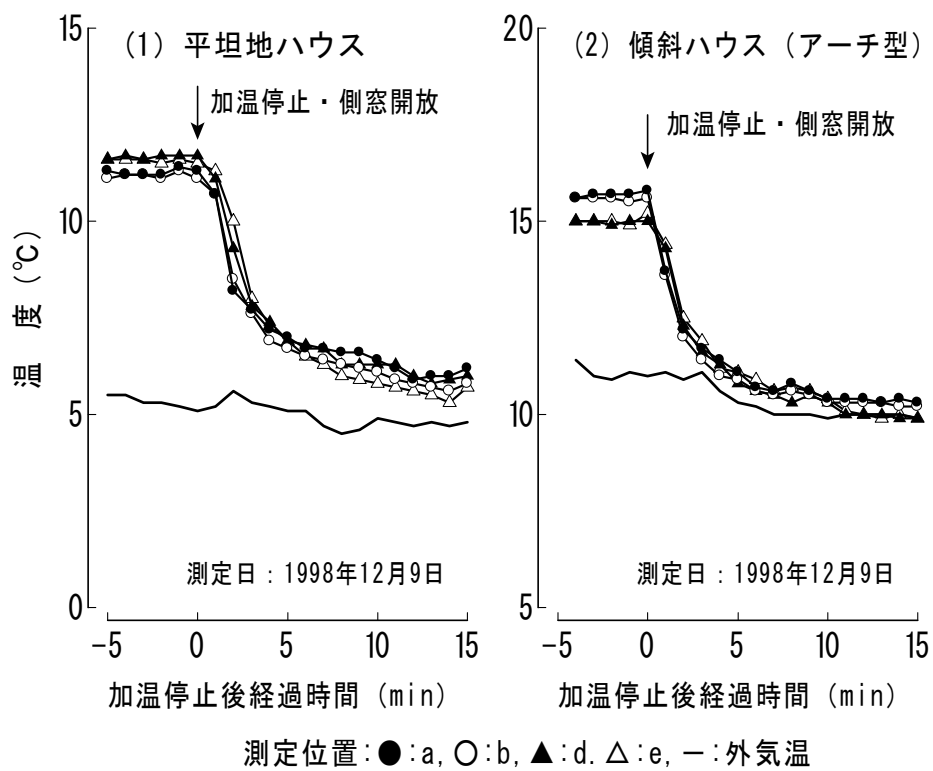 (1) 平坦地ハウス
加温停止・側窓開放
15
10
5
0
温 度 (℃)
測定日:1998年12月9日
−5 0 5 10 15
加温停止後経過時間 (min)
(2) 傾斜ハウス (アーチ型)
加温停止・側窓開放
20
15
10
5
測定日:1998年12月9日
−5 0 5 10 15
加温停止後経過時間 (min)
測定位置:●:a, ○:b, ▲:d. △:e, −:外気温